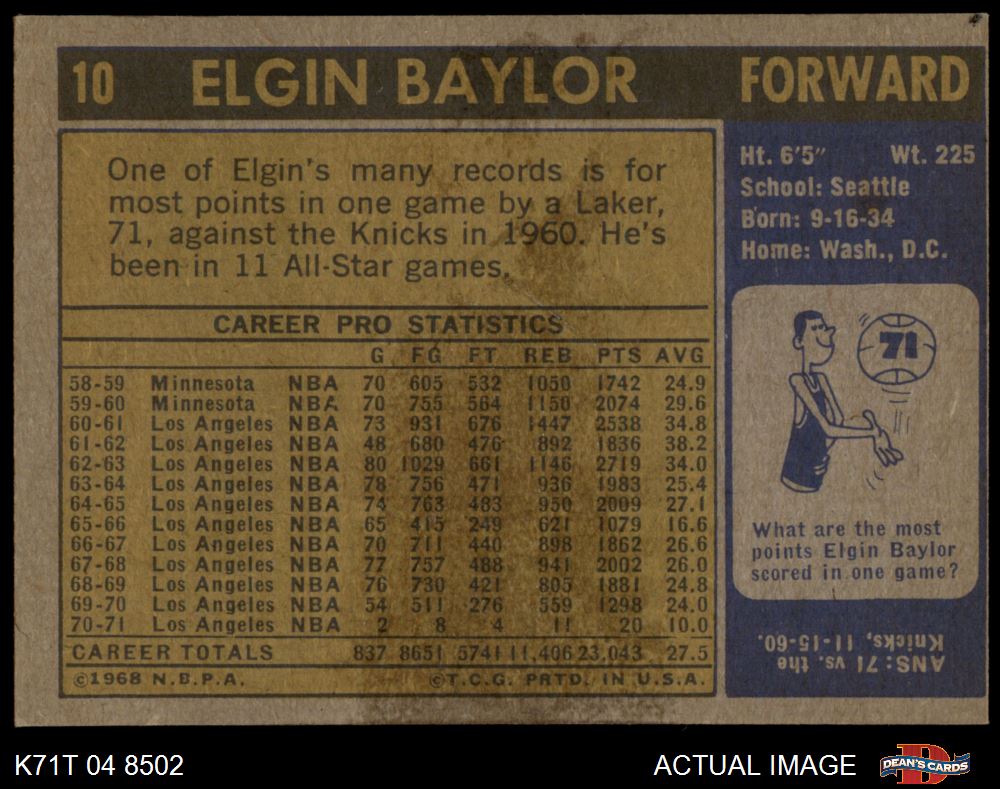 10 ELGIN BAYLOR FORWARD
One of Elgin's many records is for
most points in one game by a Laker,
71, against the Knicks in 1960. He's
been in 11 All-Star games.
CAREER PRO STATISTICS
G FG FT REB PTS AVG
58-59 Minnesota NBA 70 605 532 1050 1742 24.9
59-60 Minnesota NBA 70 755 564 1150 2074 29.6
60-61 Los Angeles NBA 73 931 676 1447 2538 34.8
61-62 Los Angeles NBA 48 680 476 892 1836 38.2
62-63 Los Angeles NBA 80 1029 661 1146 2719 34.0
63-64 Los Angeles NBA 78 756 471 936 1983 25.4
64-65 Los Angeles NBA 74 763 483 950 2009 27.1
65-66 Los Angeles NBA 65 415 249 621 1079 16.6
66-67 Los Angeles NBA 70 711 440 898 1862 26.6
67-68 Los Angeles NBA 77 757 488 941 2002 26.0
68-69 Los Angeles NBA 76 730 421 805 1881 24.8
69-70 Los Angeles NBA 54 511 276 559 1298 24.0
70-71 Los Angeles NBA 2 8 4 11 20 10.0
CAREER TOTALS 837 8651 5741 11,406 23,043 27.5
©1968 N.B.P.A. ©T.C.G. PRTD. IN U.S.A.
Ht. 6'5" Wt. 225
School: Seattle
Born: 9-16-34
Home: Wash., D.C.
71
What are the most
points Elgin Baylor
scored in one game?
ANS: 71 vs. the
Knicks, 11-15-60.
K71T 04 8502 ACTUAL IMAGE DEAN'S CARDS